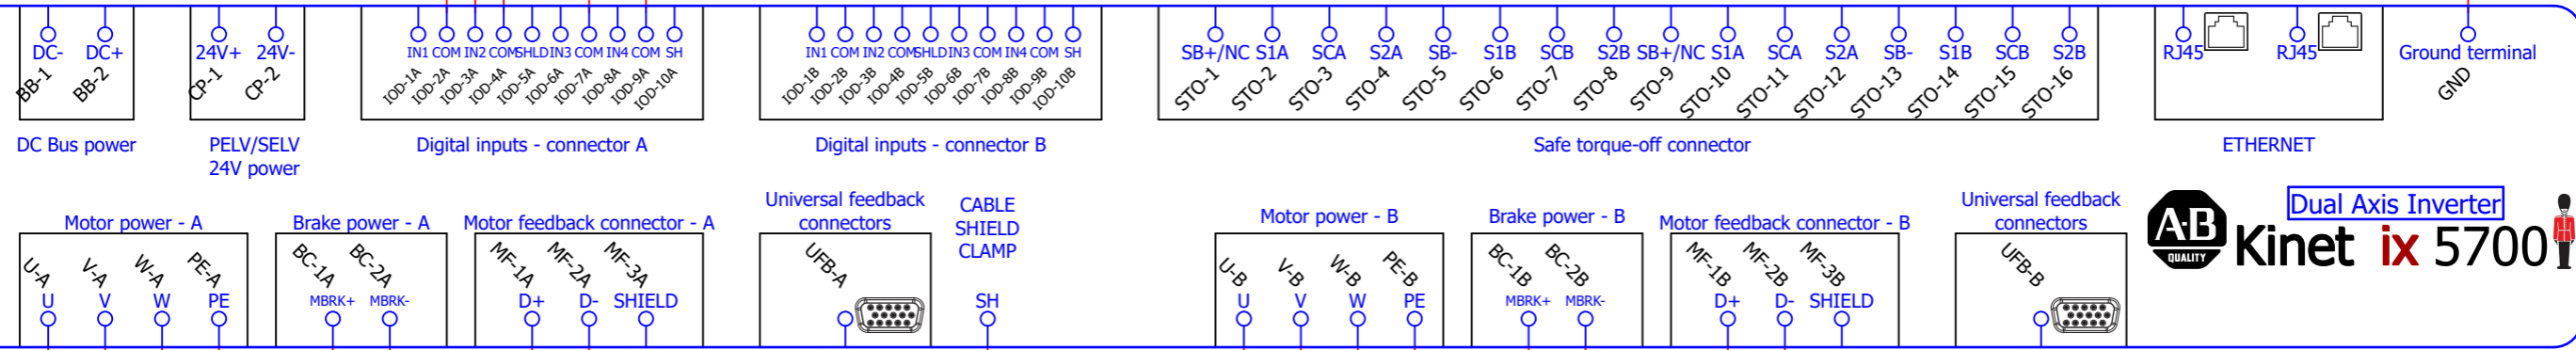 DC- DC+
BB-1 BB-2
DC Bus power
24V+ 24V-
CP-1 CP-2
PELV/SELV
24V power
IN1 COM IN2 COM SHLD IN3 COM IN4 COM SH
IOD-1A IOD-2A IOD-3A IOD-4A IOD-5A IOD-6A IOD-7A IOD-8A IOD-9A IOD-10A
Digital inputs - connector A
IN1 COM IN2 COM SHLD IN3 COM IN4 COM SH
IOD-1B IOD-2B IOD-3B IOD-4B IOD-5B IOD-6B IOD-7B IOD-8B IOD-9B IOD-10B
Digital inputs - connector B
SB+/NC S1A SCA S2A SB- S1B SCB S2B SB+/NC S1A SCA S2A SB- S1B SCB S2B
STO-1 STO-2 STO-3 STO-4 STO-5 STO-6 STO-7 STO-8 STO-9 STO-10 STO-11 STO-12 STO-13 STO-14 STO-15 STO-16
Safe torque-off connector
RJ45 RJ45
ETHERNET
Ground terminal
GND
Motor power - A
U-A V-A W-A PE-A
U V W PE
Brake power - A
BC-1A BC-2A
MBRK+ MBRK-
Motor feedback connector - A
MF-1A MF-2A MF-3A
D+ D- SHIELD
Universal feedback
connectors
UFB-A
CABLE
SHIELD
CLAMP
SH
Motor power - B
U-B V-B W-B PE-B
U V W PE
Brake power - B
BC-1B BC-2B
MBRK+ MBRK-
Motor feedback connector - B
MF-1B MF-2B MF-3B
D+ D- SHIELD
Universal feedback
connectors
UFB-B
AB
QUALITY
Dual Axis Inverter
Kinet ix 5700